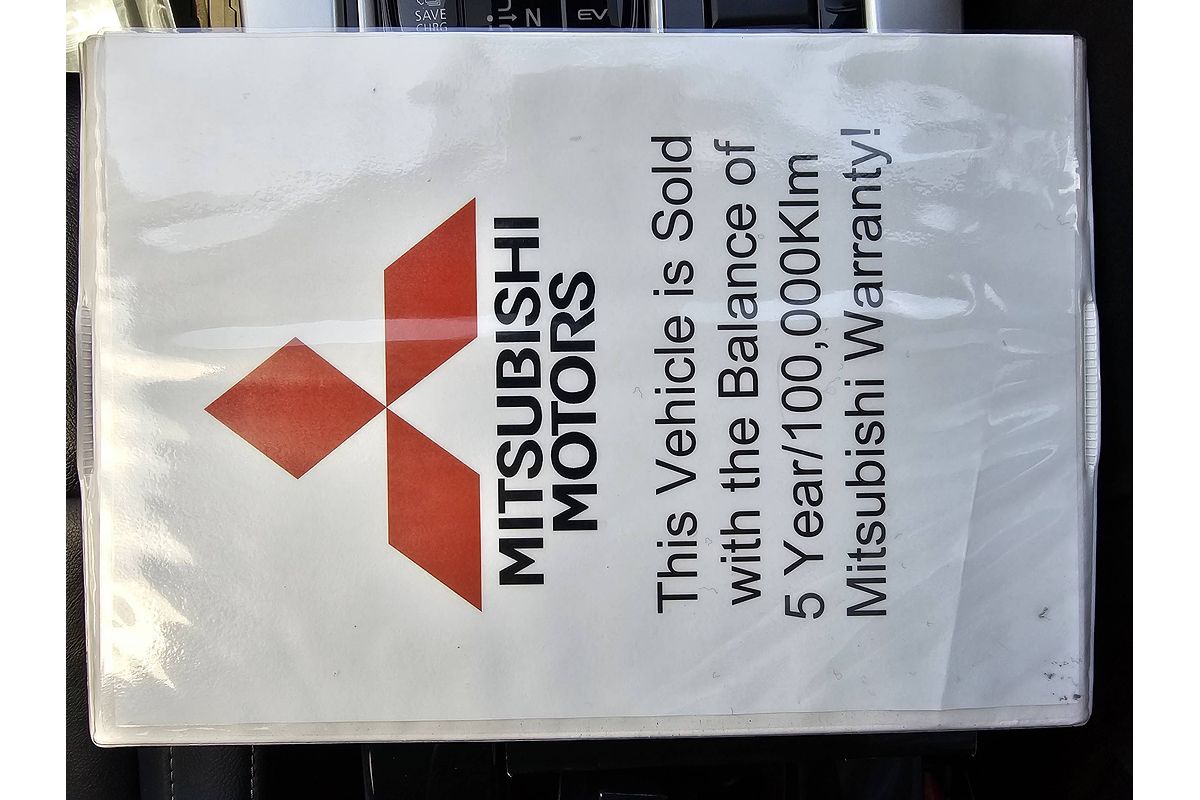 SAVE
CHRG
N
EV
MITSUBISHI
MOTORS
This Vehicle is Sold
with the Balance of
5 Year/100,000Klm
Mitsubishi Warranty!